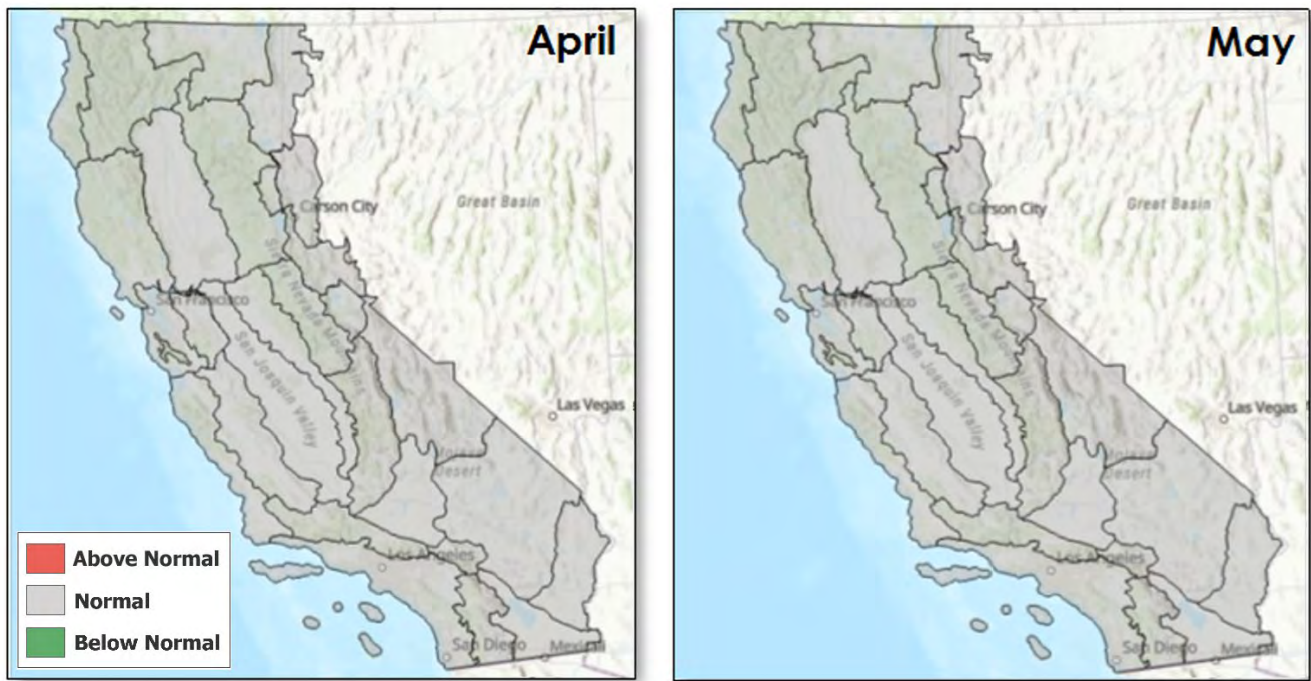 April
Great Basin
Carson City
Sierra Nevada Mountains
San Francisco
San Joaquin Valley
Las Vegas
Mojave
Desert
Los Angeles
San Diego
Mexicali
Above Normal
Normal
Below Normal
May
Great Basin
Carson City
Sierra Nevada Mountains
San Francisco
San Joaquin Valley
Las Vegas
Mojave
Desert
Los Angeles
San Diego
Mexicali